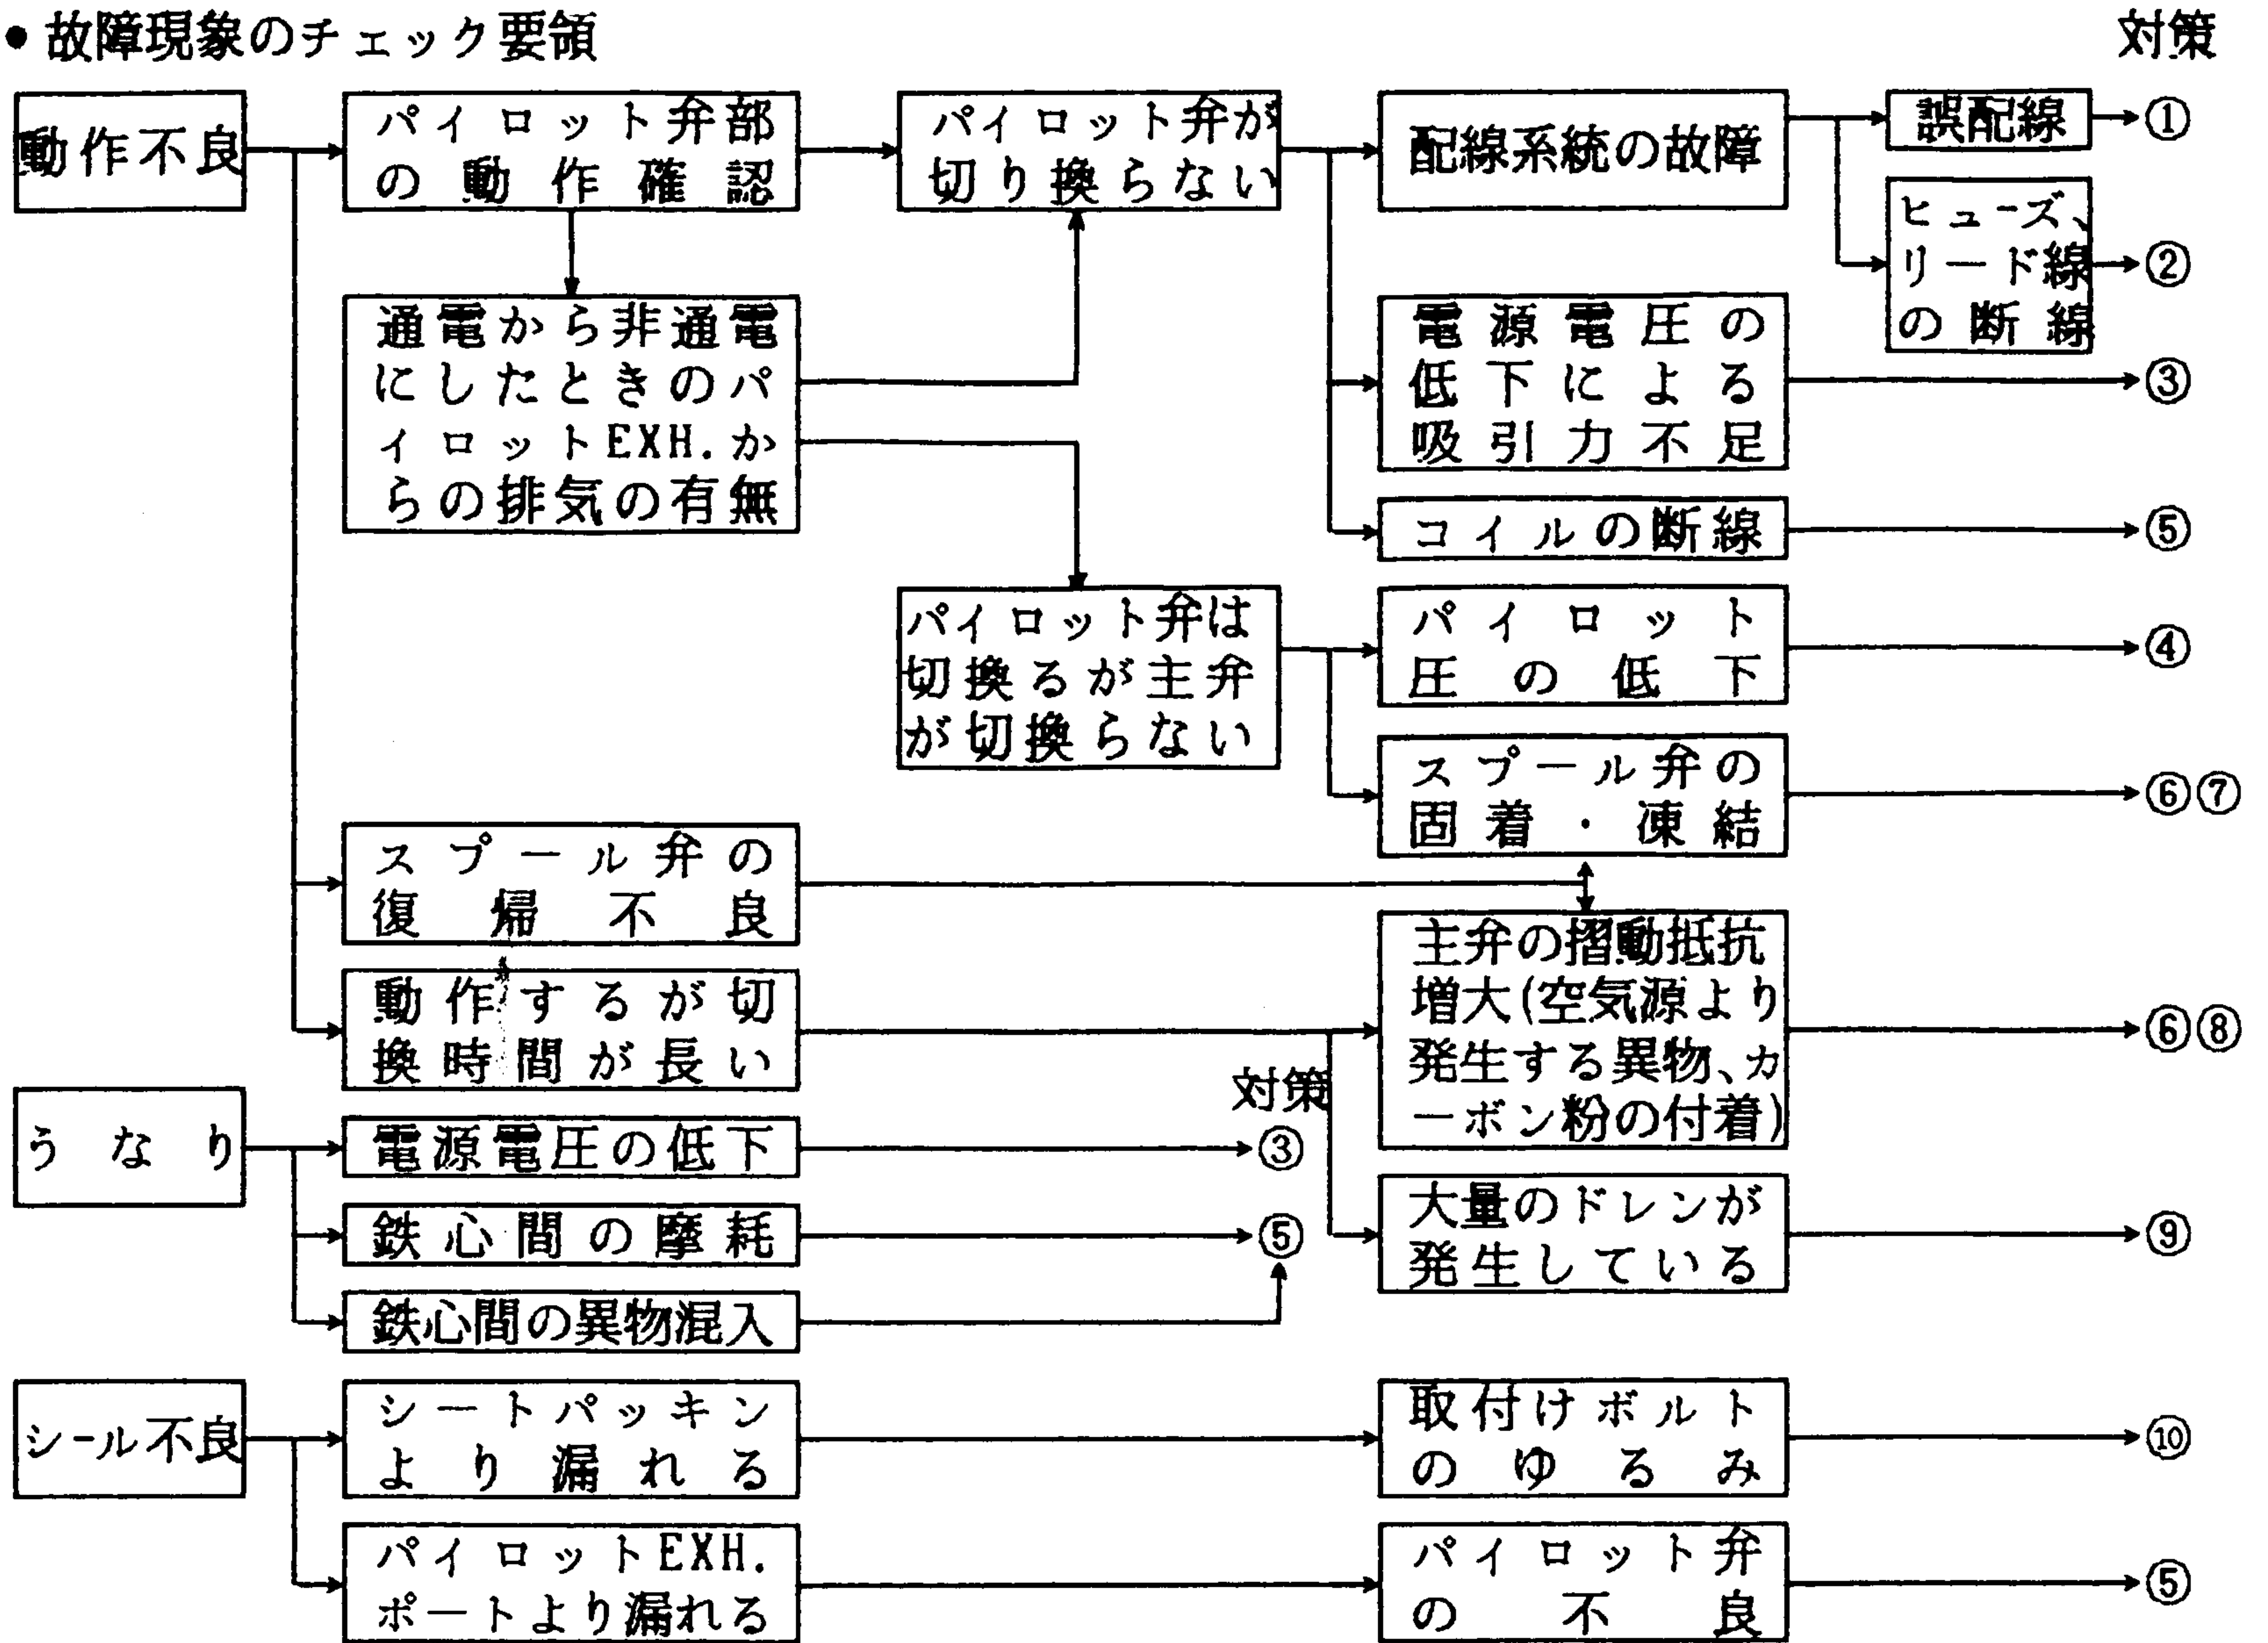 • 故障現象のチェック要領
対策
動作不良
パイロット弁部
の動作確認
パイロット弁が
切り換らない
配線系統の故障
誤配線
①
ヒューズ、
リード線
の断線
②
通電から非通電
にしたときのパ
イロットEXH.か
らの排気の有無
電源電圧の
低下による
吸引力不足
③
コイルの断線
⑤
パイロット弁は
切換るが主弁
が切換らない
パイロット
圧の低下
④
スプール弁の
固着・凍結
⑥⑦
スプール弁の
復帰不良
主弁の摺動抵抗
増大(空気源より
発生する異物、カ
ーボン粉の付着)
⑥⑧
動作するが切
換時間が長い
大量のドレンが
発生している
⑨
うなり
対策
電源電圧の低下
③
鉄心間の摩耗
⑤
鉄心間の異物混入
シール不良
シートパッキン
より漏れる
取付けボルト
のゆるみ
⑩
パイロットEXH.
ポートより漏れる
パイロット弁
の不良
⑤